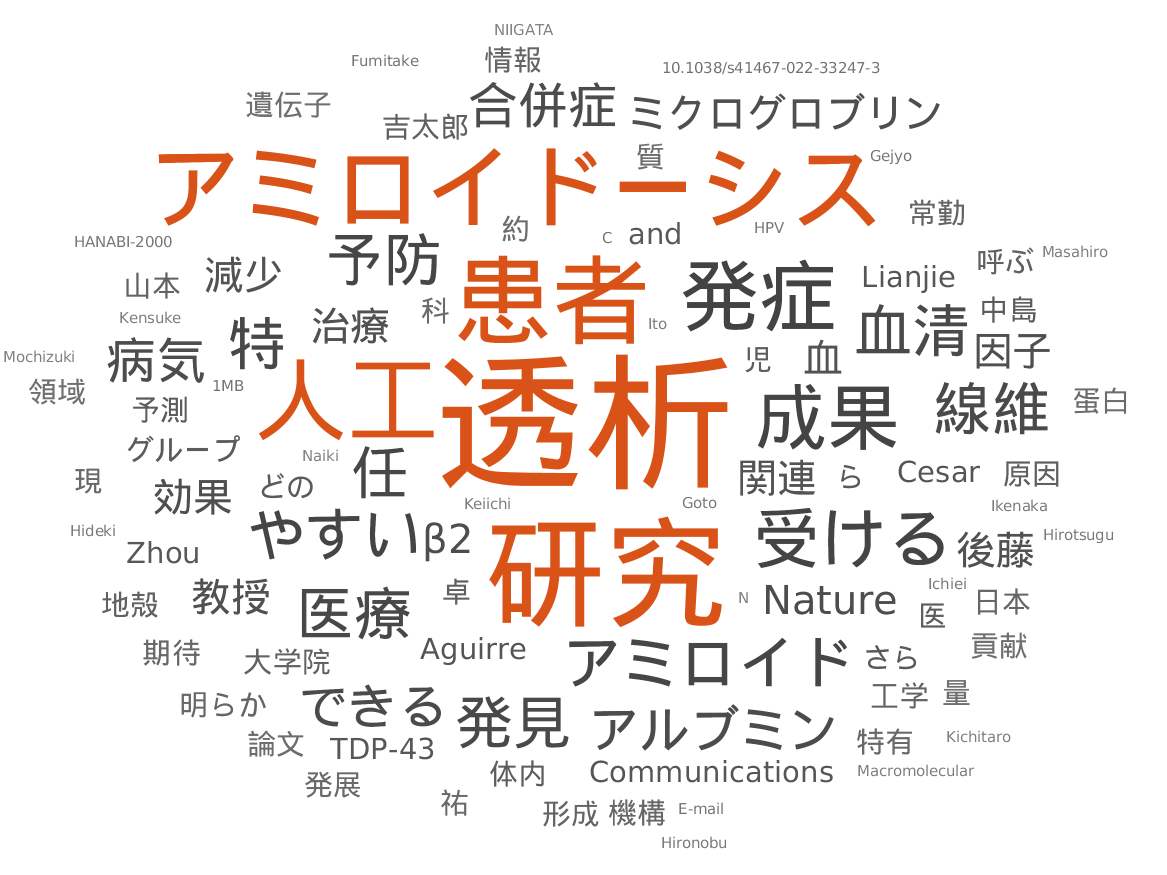 NIIGATA
Fumitake
情報
10.1038/s41467-022-33247-3
遺伝子
吉太郎
合併症
ミクログロブリン
質
Gejyo
アミロイドーシス
常勤
約
C
and
HPV
HANABI-2000
予防
減少
山本
患者
発症
Lianjie
呼ぶ
Masahiro
Kensuke
特
治療
科
Ito
血清
中島
Mochizuki
病気
児
血
因子
領域
1MB
人工
透析
成果
線維
蛋白
予測
グループ
Naiki
任
関連
ら
Cesar
原因
現
効果
どの
Keiichi
Goto
Ikenaka
Hideki
Zhou
やすい
β2
研究
受ける
後藤
Hirotsugu
地殻
教授
医療
卓
N
Nature
Ichiei
医
日本
期待
大学院
Aguirre
アミロイド
さら
貢献
明らか
できる
発見
アルブミン
工学
量
論文
TDP-43
特有
Kichitaro
発展
体内
Communications
Macromolecular
祐
形成
機構
E-mail
Hironobu